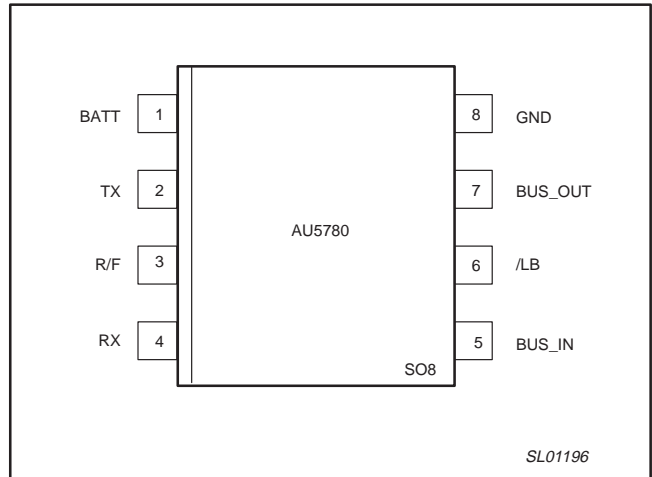 BATT 1 8 GND
TX 2 7 BUS_OUT
AU5780
R/F 3 6 /LB
RX 4 5 BUS_IN
SO8
SL01196